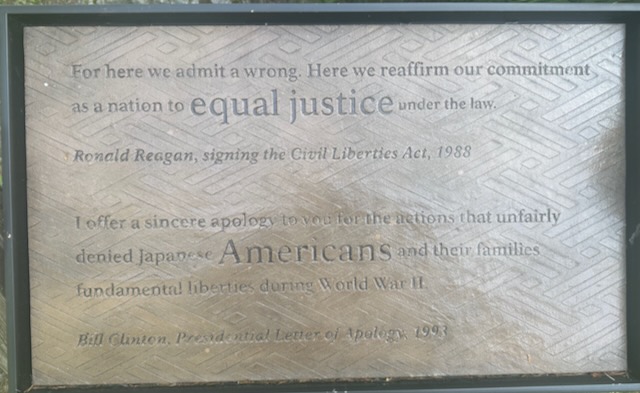 For here we admit a wrong. Here we reaffirm our commitment
as a nation to equal justice under the law.
Ronald Reagan, signing the Civil Liberties Act, 1988
I offer a sincere apology to you for the actions that unfairly
denied Japanese Americans and their families
fundamental liberties during World War II.
Bill Clinton, Presidential Letter of Apology, 1993